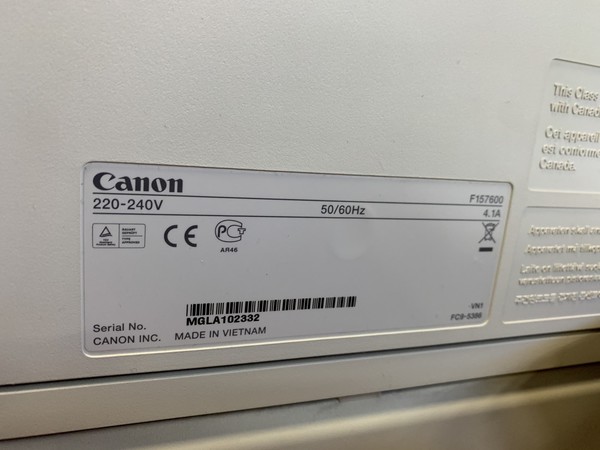 Canon
F157600
220-240V 50/60Hz 4.1A
AR46
MGLA102332
VN1
Serial No.
FC9-5386
CANON INC. MADE IN VIETNAM
This Class
with Canad
Cet appareil
est conforme
Canada.